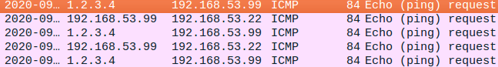 2020-09… 1.2.3.4 192.168.53.99 ICMP 84 Echo (ping) request
2020-09… 192.168.53.99 192.168.53.22 ICMP 84 Echo (ping) request
2020-09… 1.2.3.4 192.168.53.99 ICMP 84 Echo (ping) request
2020-09… 192.168.53.99 192.168.53.22 ICMP 84 Echo (ping) request
2020-09… 1.2.3.4 192.168.53.99 ICMP 84 Echo (ping) request